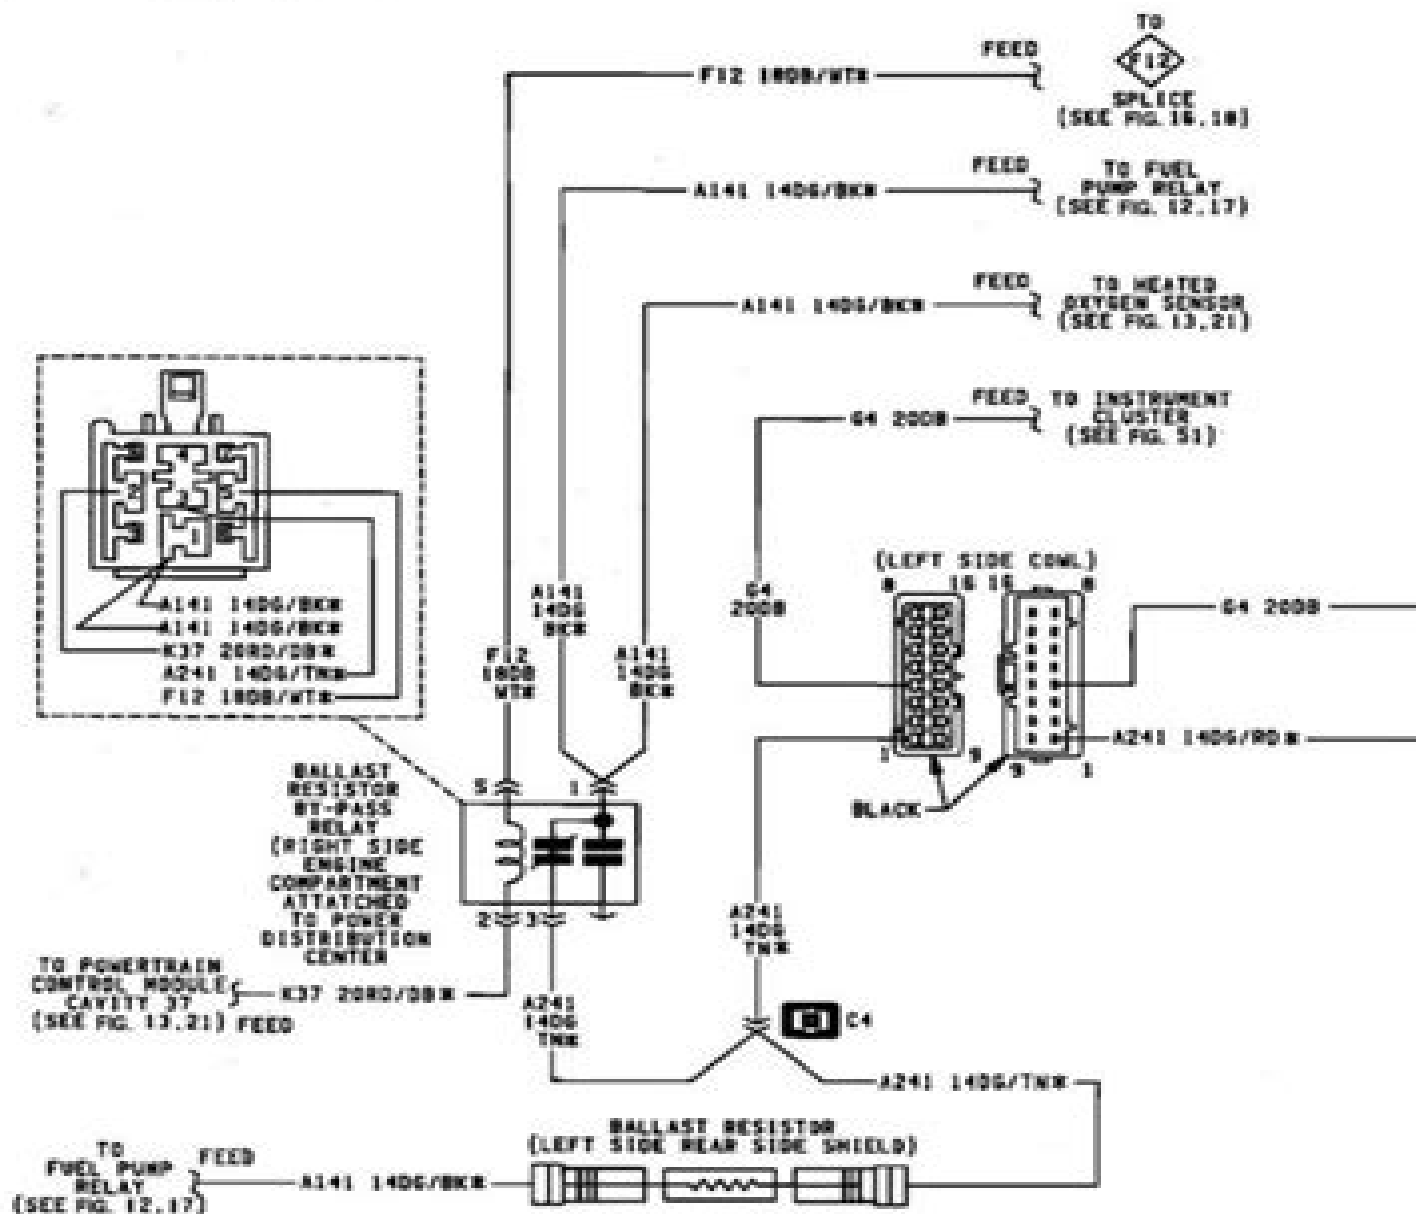 TO
F12
SPLICE
(SEE FIG. 16.18)
FEED
F12 18DB/WT*
FEED
TO FUEL
PUMP RELAY
(SEE FIG. 12.17)
A141 14DG/BK*
FEED
TO HEATED
OXYGEN SENSOR
(SEE FIG. 13.21)
A141 14DG/BK*
FEED
TO INSTRUMENT
CLUSTER
(SEE FIG. 51)
G4 20DB
4
2 3 5
1
A141 14DG/BK*
A141 14DG/BK*
K37 20RD/DB*
A241 14DG/TN*
F12 18DB/WT*
F12
18DB
WT*
A141
14DG
BK*
A141
14DG
BK*
G4
20DB
(LEFT SIDE COWL)
8 16 16 8
G4 20DB
A241 14DG/RD*
1 9 9 1
BLACK
BALLAST
RESISTOR
BY-PASS
RELAY
(RIGHT SIDE
ENGINE
COMPARTMENT
ATTATCHED
TO POWER
DISTRIBUTION
CENTER
5 1
2 3
TO POWERTRAIN
CONTROL MODULE
CAVITY 37
(SEE FIG. 13.21) FEED
K37 20RD/DB*
A241
14DG
TN*
A241
14DG
TN*
C4
A241 14DG/TN*
BALLAST RESISTOR
(LEFT SIDE REAR SIDE SHIELD)
TO
FUEL PUMP
RELAY
(SEE FIG. 12.17)
FEED
A141 14DG/BK*